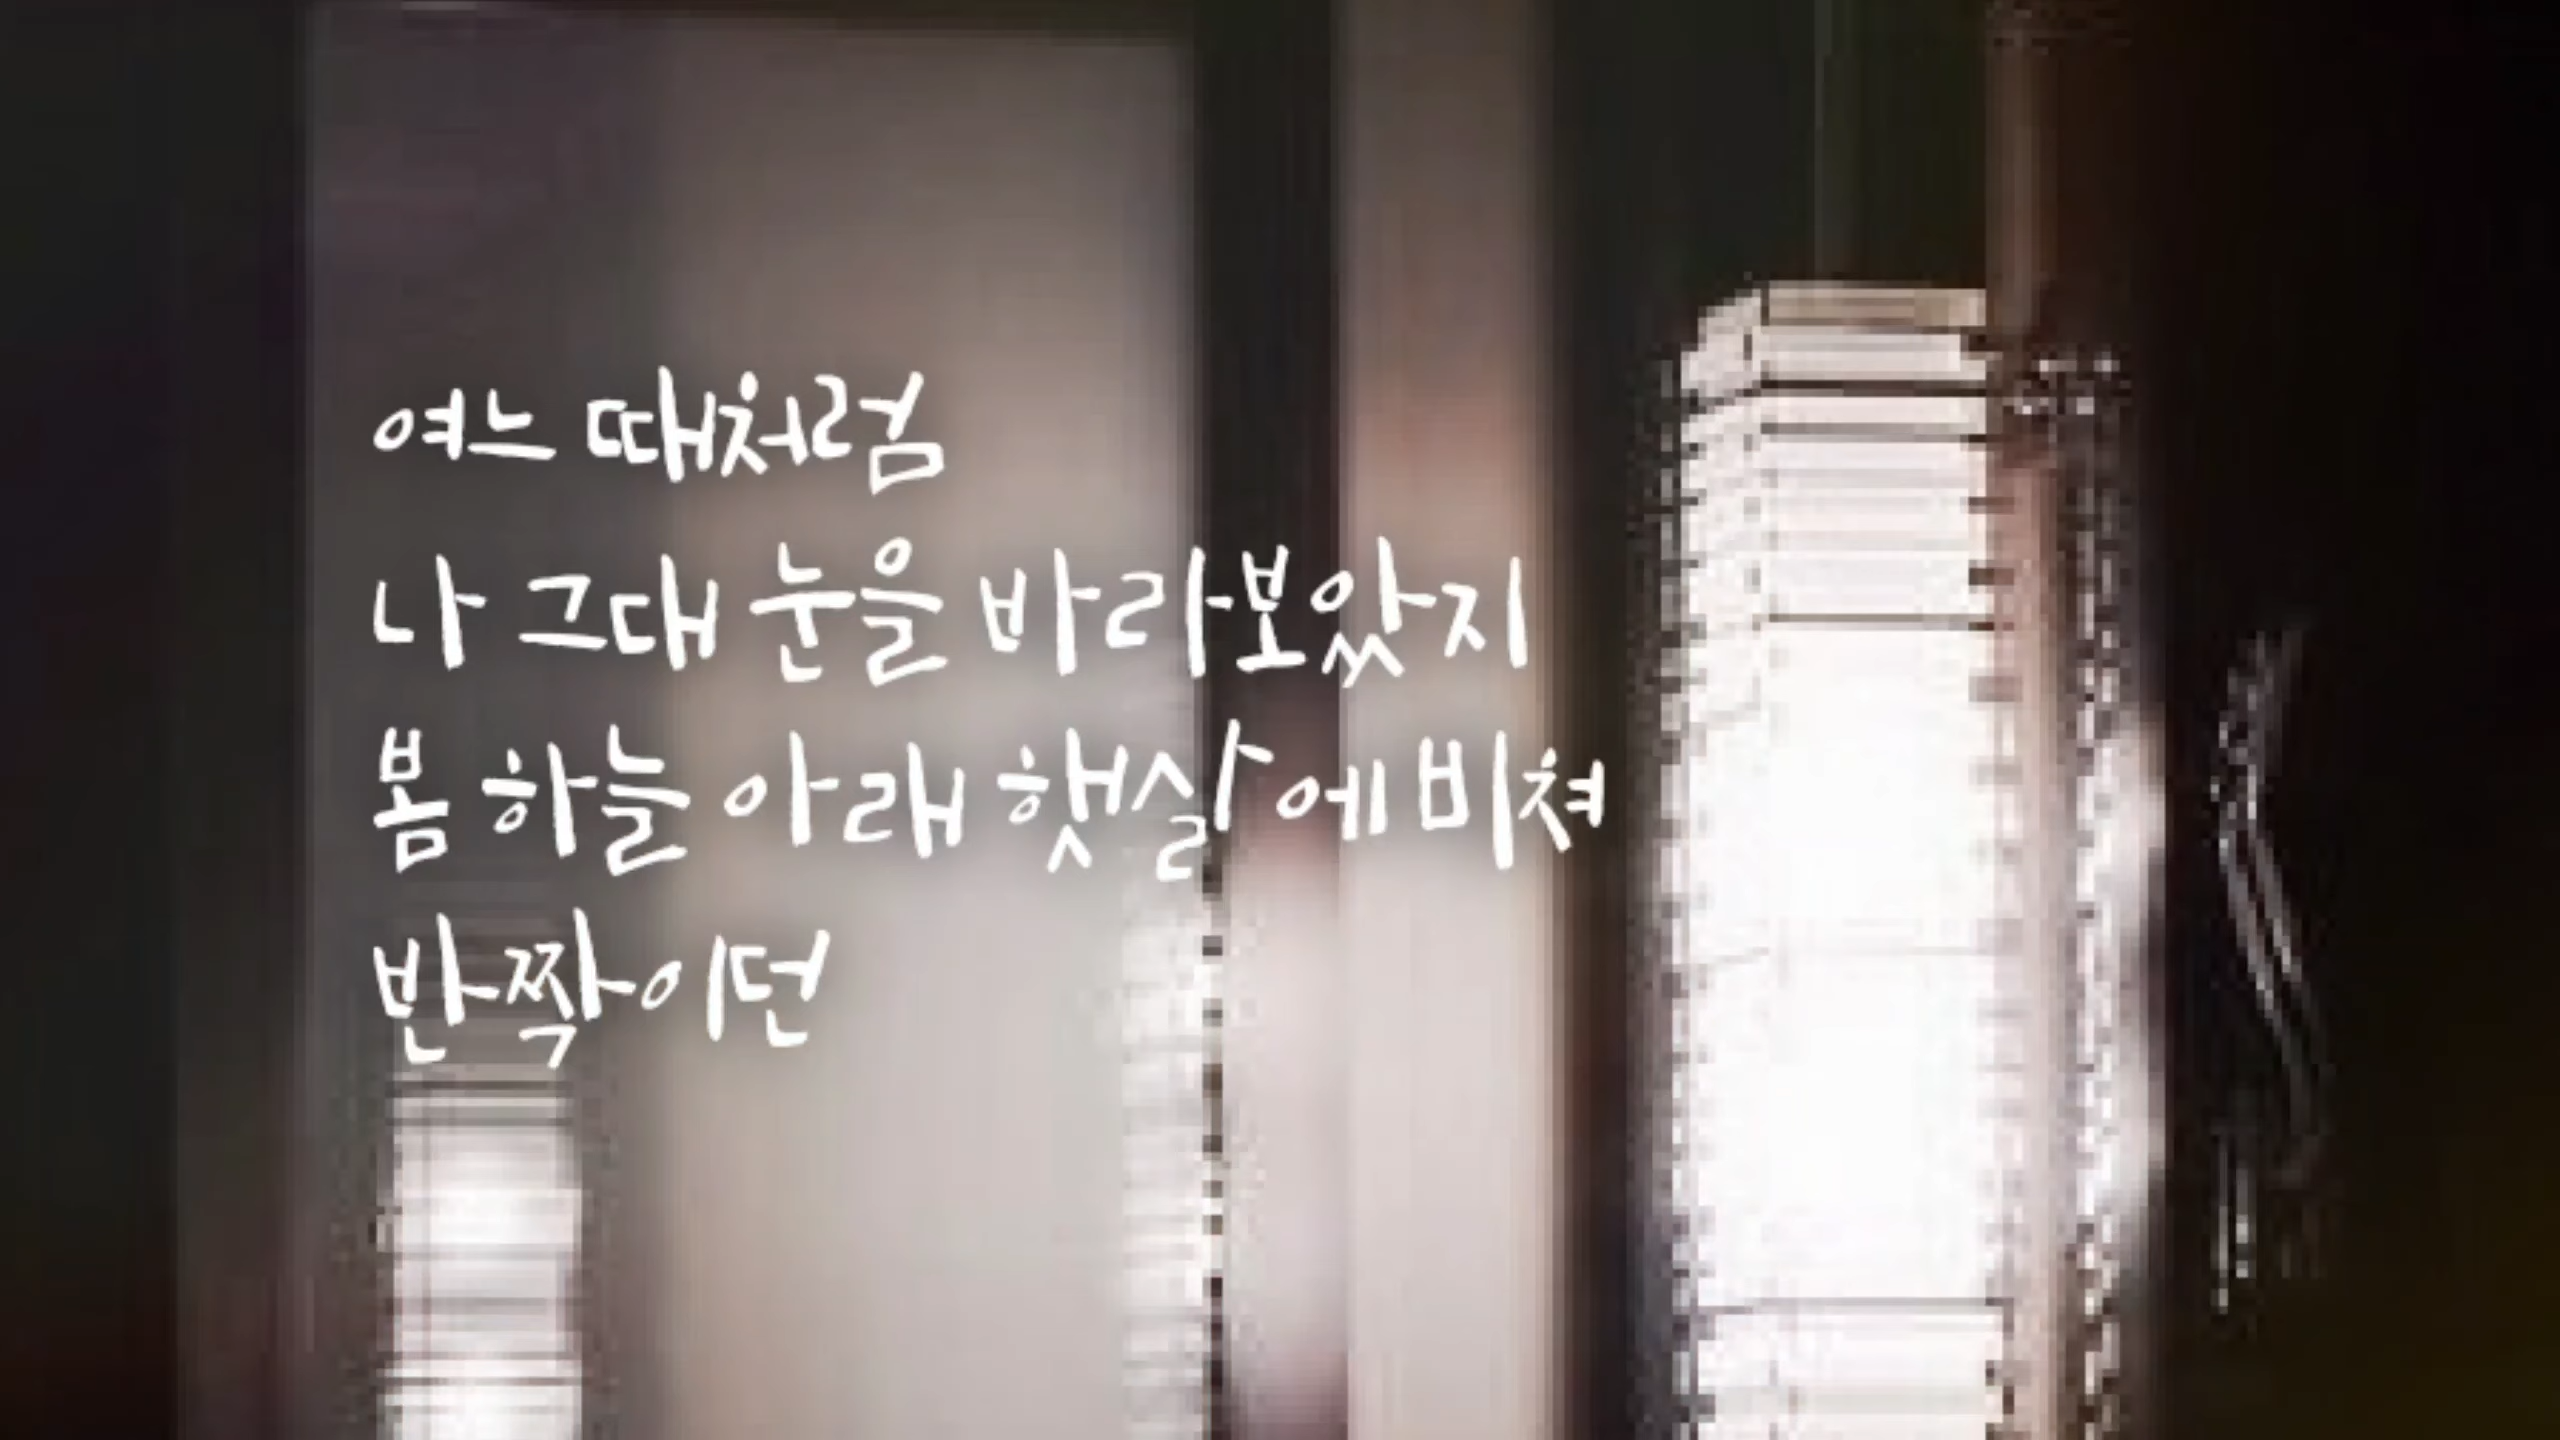 여느 때처럼
나 그대 눈을 바라보았지
봄 하늘 아래 햇살에 비쳐
반짝이던